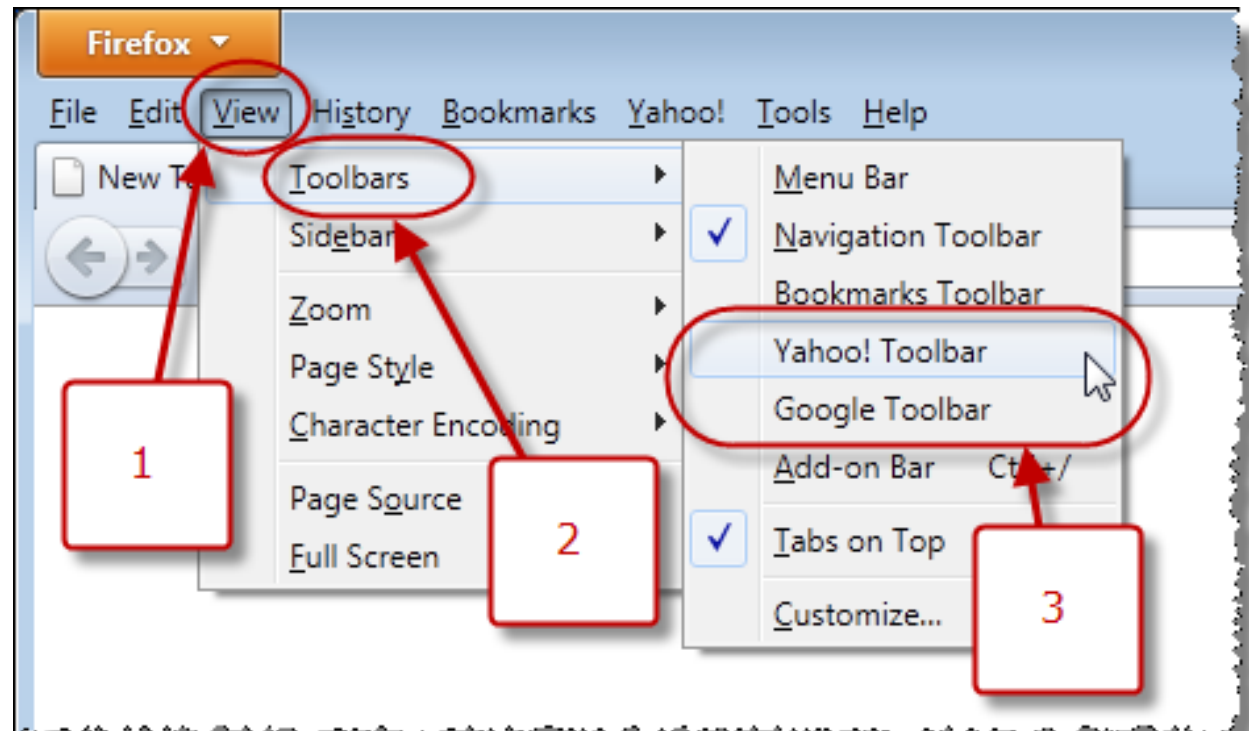 Firefox
File Edit View History Bookmarks Yahoo! Tools Help
New Ta
Toolbars
Sidebar
Zoom
Page Style
Character Encoding
Page Source
Full Screen
Menu Bar
Navigation Toolbar
Bookmarks Toolbar
Yahoo! Toolbar
Google Toolbar
Add-on Bar
Tabs on Top
Customize...
1
2
3